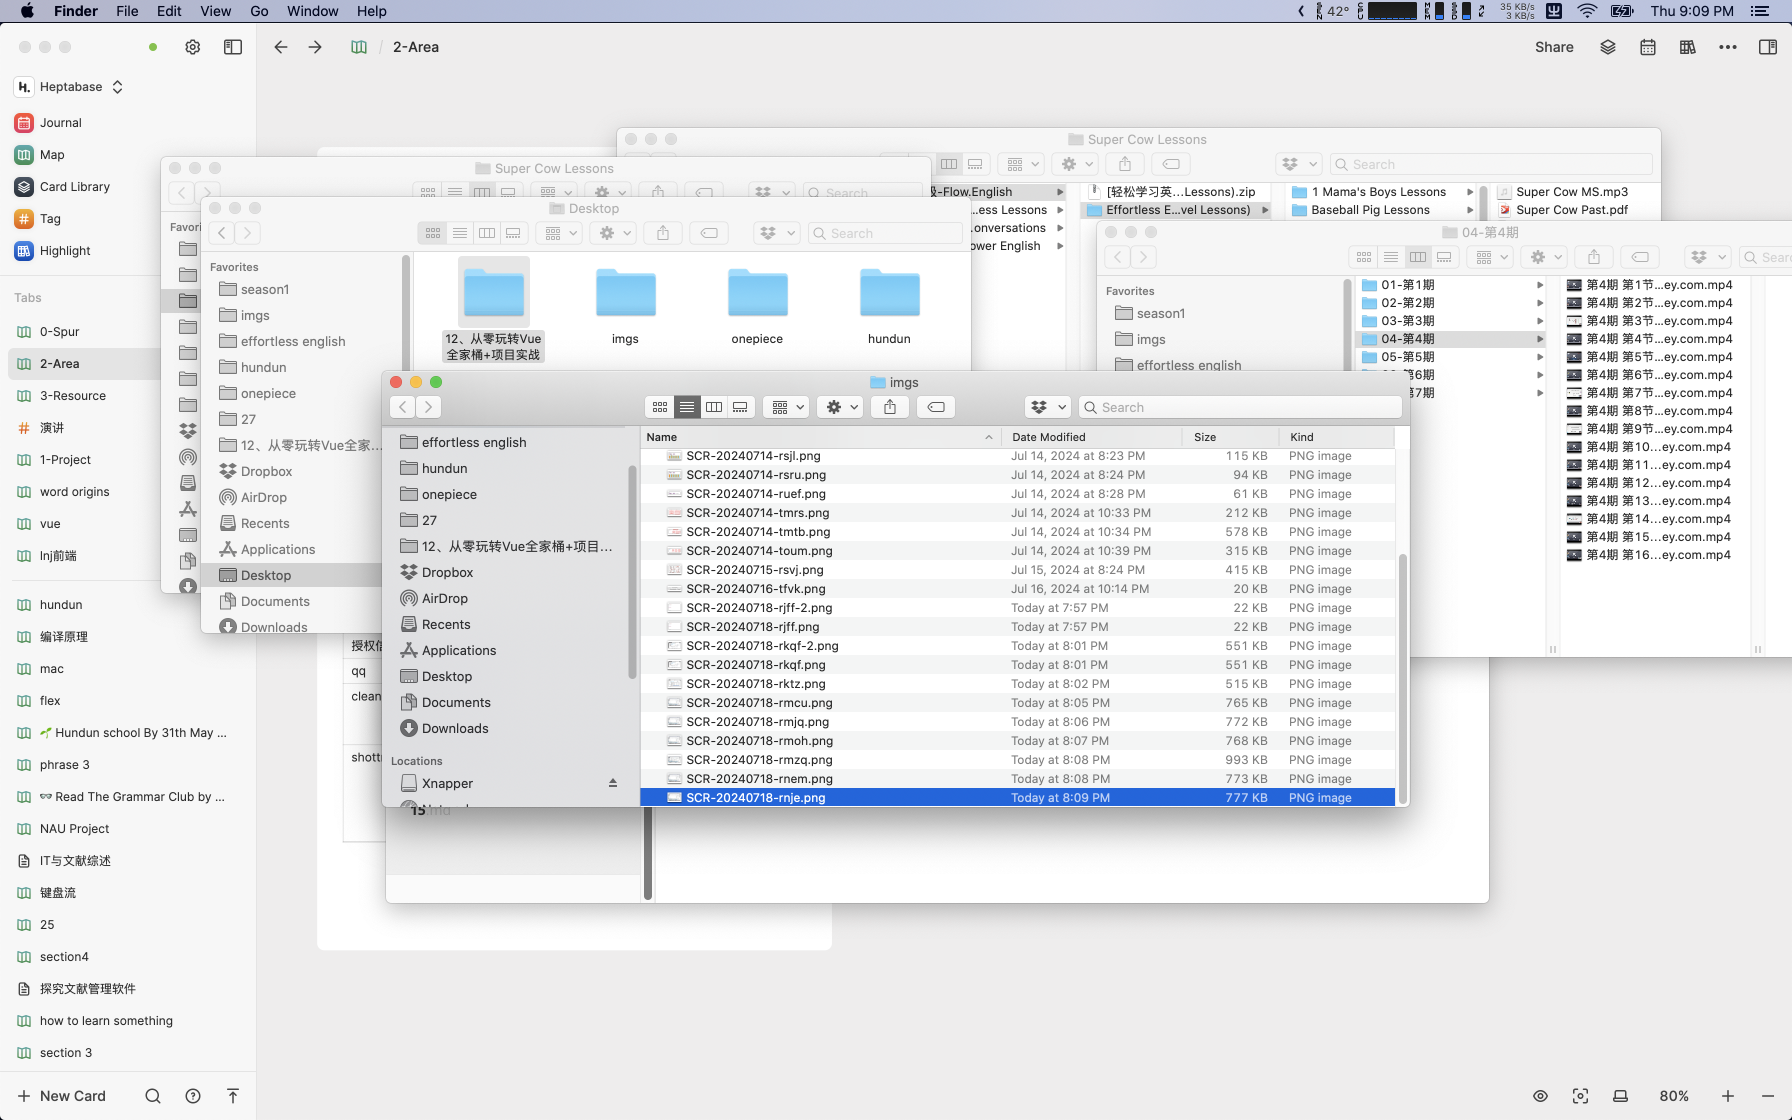 Finder File Edit View Go Window Help
42° 35 KB/s 3 KB/s Thu 9:09 PM
2-Area
Share
Heptabase
Journal
Map
Card Library
Tag
Highlight
Tabs
0-Spur
2-Area
3-Resource
演讲
1-Project
word origins
vue
lnj前端
hundun
编译原理
mac
flex
Hundun school By 31th May ...
phrase 3
Read The Grammar Club by ...
NAU Project
IT与文献综述
键盘流
25
section4
探究文献管理软件
how to learn something
section 3
New Card
80%
Super Cow Lessons
Search
-Flow.English
...ess Lessons
onversations
ower English
[轻松学习英...Lessons).zip
Effortless E...vel Lessons)
1 Mama's Boys Lessons
Baseball Pig Lessons
Super Cow MS.mp3
Super Cow Past.pdf
Super Cow Lessons
Search
Favori
Desktop
Search
Favorites
season1
imgs
effortless english
hundun
onepiece
27
12、从零玩转Vue全家...
Dropbox
AirDrop
Recents
Applications
Desktop
Documents
Downloads
12、从零玩转Vue
全家桶+项目实战
imgs
onepiece
hundun
04-第4期
Sear
Favorites
season1
imgs
effortless english
01-第1期
02-第2期
03-第3期
04-第4期
05-第5期
第6期
第7期
第4期 第1节...ey.com.mp4
第4期 第2节...ey.com.mp4
第4期 第3节...ey.com.mp4
第4期 第4节...ey.com.mp4
第4期 第5节...ey.com.mp4
第4期 第6节...ey.com.mp4
第4期 第7节...ey.com.mp4
第4期 第8节...ey.com.mp4
第4期 第9节...ey.com.mp4
第4期 第10...ey.com.mp4
第4期 第11...ey.com.mp4
第4期 第12...ey.com.mp4
第4期 第13...ey.com.mp4
第4期 第14...ey.com.mp4
第4期 第15...ey.com.mp4
第4期 第16...ey.com.mp4
imgs
Search
effortless english
hundun
onepiece
27
12、从零玩转Vue全家桶+项目...
Dropbox
AirDrop
Recents
Applications
Desktop
Documents
Downloads
Locations
Xnapper
Name Date Modified Size Kind
SCR-20240714-rsjl.png Jul 14, 2024 at 8:23 PM 115 KB PNG image
SCR-20240714-rsru.png Jul 14, 2024 at 8:24 PM 94 KB PNG image
SCR-20240714-ruef.png Jul 14, 2024 at 8:28 PM 61 KB PNG image
SCR-20240714-tmrs.png Jul 14, 2024 at 10:33 PM 212 KB PNG image
SCR-20240714-tmtb.png Jul 14, 2024 at 10:34 PM 578 KB PNG image
SCR-20240714-toum.png Jul 14, 2024 at 10:39 PM 315 KB PNG image
SCR-20240715-rsvj.png Jul 15, 2024 at 8:24 PM 415 KB PNG image
SCR-20240716-tfvk.png Jul 16, 2024 at 10:14 PM 20 KB PNG image
SCR-20240718-rjff-2.png Today at 7:57 PM 22 KB PNG image
SCR-20240718-rjff.png Today at 7:57 PM 22 KB PNG image
SCR-20240718-rkqf-2.png Today at 8:01 PM 551 KB PNG image
SCR-20240718-rkqf.png Today at 8:01 PM 551 KB PNG image
SCR-20240718-rktz.png Today at 8:02 PM 515 KB PNG image
SCR-20240718-rmcu.png Today at 8:05 PM 765 KB PNG image
SCR-20240718-rmjq.png Today at 8:06 PM 772 KB PNG image
SCR-20240718-rmoh.png Today at 8:07 PM 768 KB PNG image
SCR-20240718-rmzq.png Today at 8:08 PM 993 KB PNG image
SCR-20240718-rnem.png Today at 8:08 PM 773 KB PNG image
SCR-20240718-rnje.png Today at 8:09 PM 777 KB PNG image
授权信
qq
clean
shott
15.md